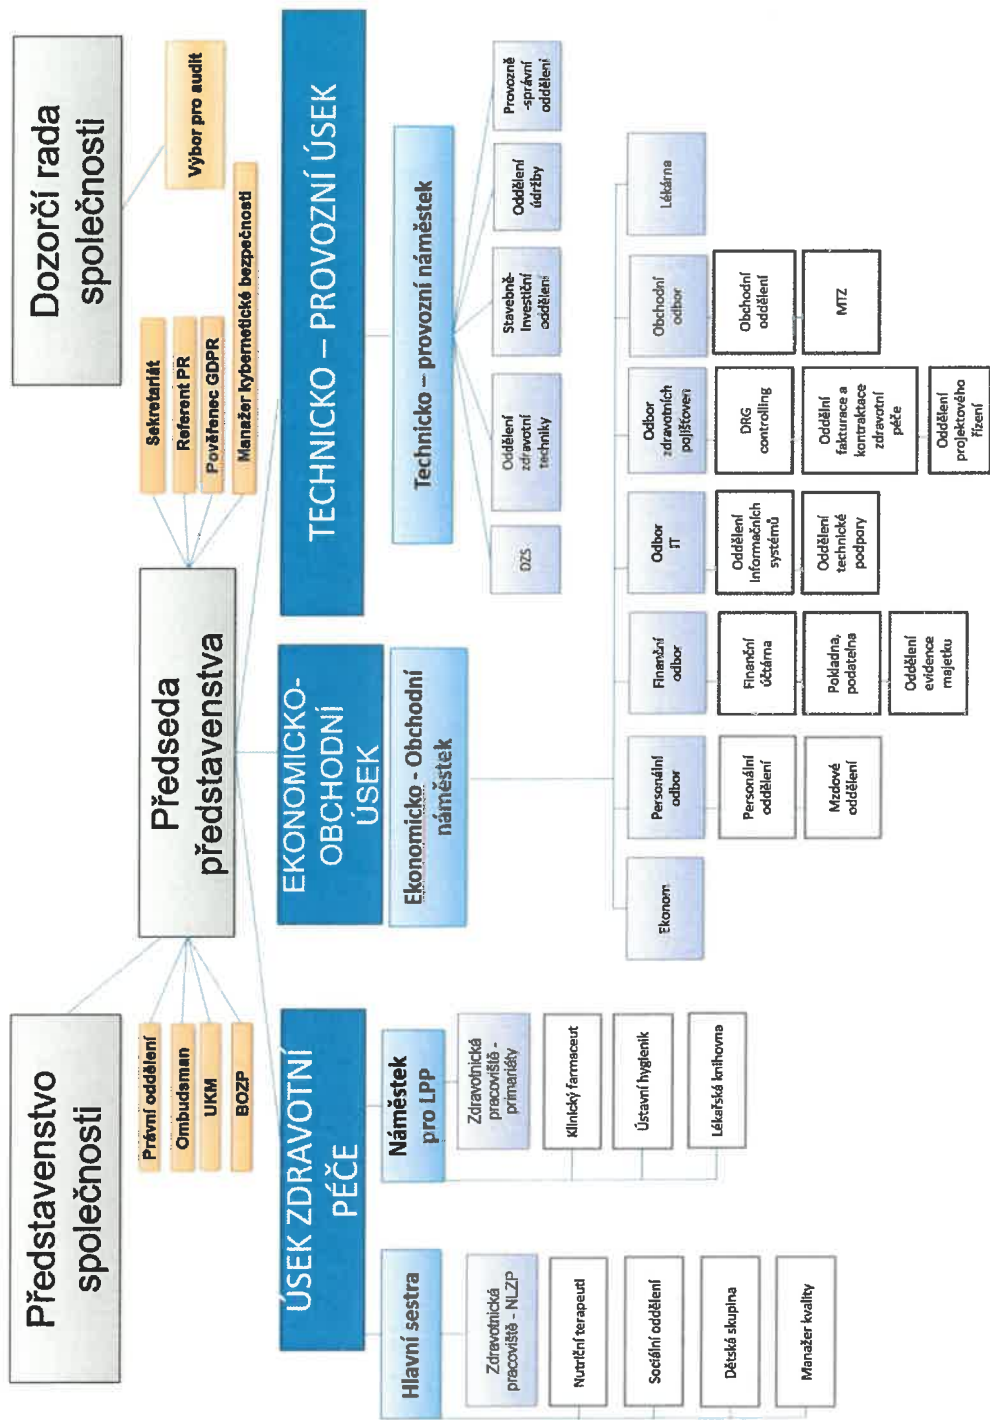 Představenstvo
společnosti
Předseda
představenstva
Dozorčí rada
společnosti
Právní oddělení
Ombudsman
UKM
BOZP
Sekretariát
Referent PR
Pověřenec GDPR
Manažer kybernetické bezpečnosti
Výbor pro audit
ÚSEK ZDRAVOTNÍ
PÉČE
EKONOMICKO-
OBCHODNÍ
ÚSEK
TECHNICKO – PROVOZNÍ ÚSEK
Hlavní sestra
Náměstek
pro LPP
Ekonomicko - Obchodní
náměstek
Technicko – provozní náměstek
Zdravotnická
pracoviště - NLZP
Nutriční terapeuti
Sociální oddělení
Dětská skupina
Manažer kvality
Zdravotnická
pracoviště -
primariáty
Klinický farmaceut
Ústavní hygienik
Lékařská knihovna
DZS
Oddělení
zdravotní
techniky
Stavebně-
Investiční
oddělení
Oddělení
údržby
Provozně
-správní
oddělení
Ekonom
Personální
odbor
Personální
oddělení
Mzdové
oddělení
Finanční
odbor
Finanční
účtárna
Pokladna,
podatelna
Oddělení
evidence
majetku
Odbor
IT
Oddělení
Informačních
systémů
Oddělení
technické
podpory
Odbor
zdravotních
pojišťoven
DRG
controlling
Oddělní
fakturace a
kontraktace
zdravotní
péče
Oddělení
projektového
řízení
Obchodní
odbor
Obchodní
oddělení
MTZ
Lékárna